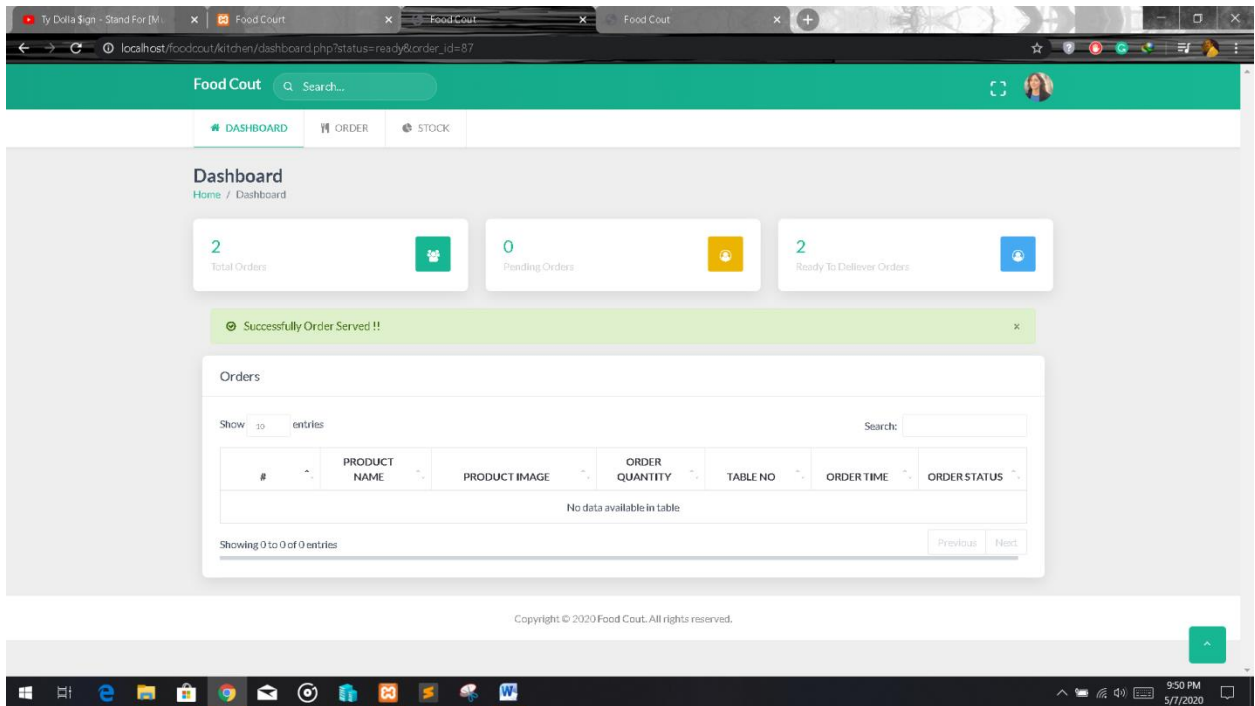 Ty Dolla $ign - Stand For [Mu
Food Court
Food Cout
Food Cout
localhost/foodcout/kitchen/dashboard.php?status=ready&order_id=87
Food Cout
Search...
DASHBOARD
ORDER
STOCK
Dashboard
Home / Dashboard
2
Total Orders
0
Pending Orders
2
Ready To Deliever Orders
Successfully Order Served !!
x
Orders
Show 10 entries
Search:
#
PRODUCT NAME
PRODUCT IMAGE
ORDER QUANTITY
TABLE NO
ORDER TIME
ORDER STATUS
No data available in table
Showing 0 to 0 of 0 entries
Previous
Next
Copyright © 2020 Food Cout. All rights reserved.
9:50 PM
5/7/2020